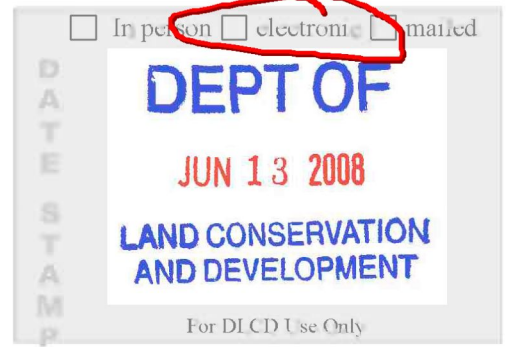 ☐ In person ☐ electronic ☐ mailed
DATE STAMP
DEPT OF
JUN 13 2008
LAND CONSERVATION
AND DEVELOPMENT
For DLCD Use Only